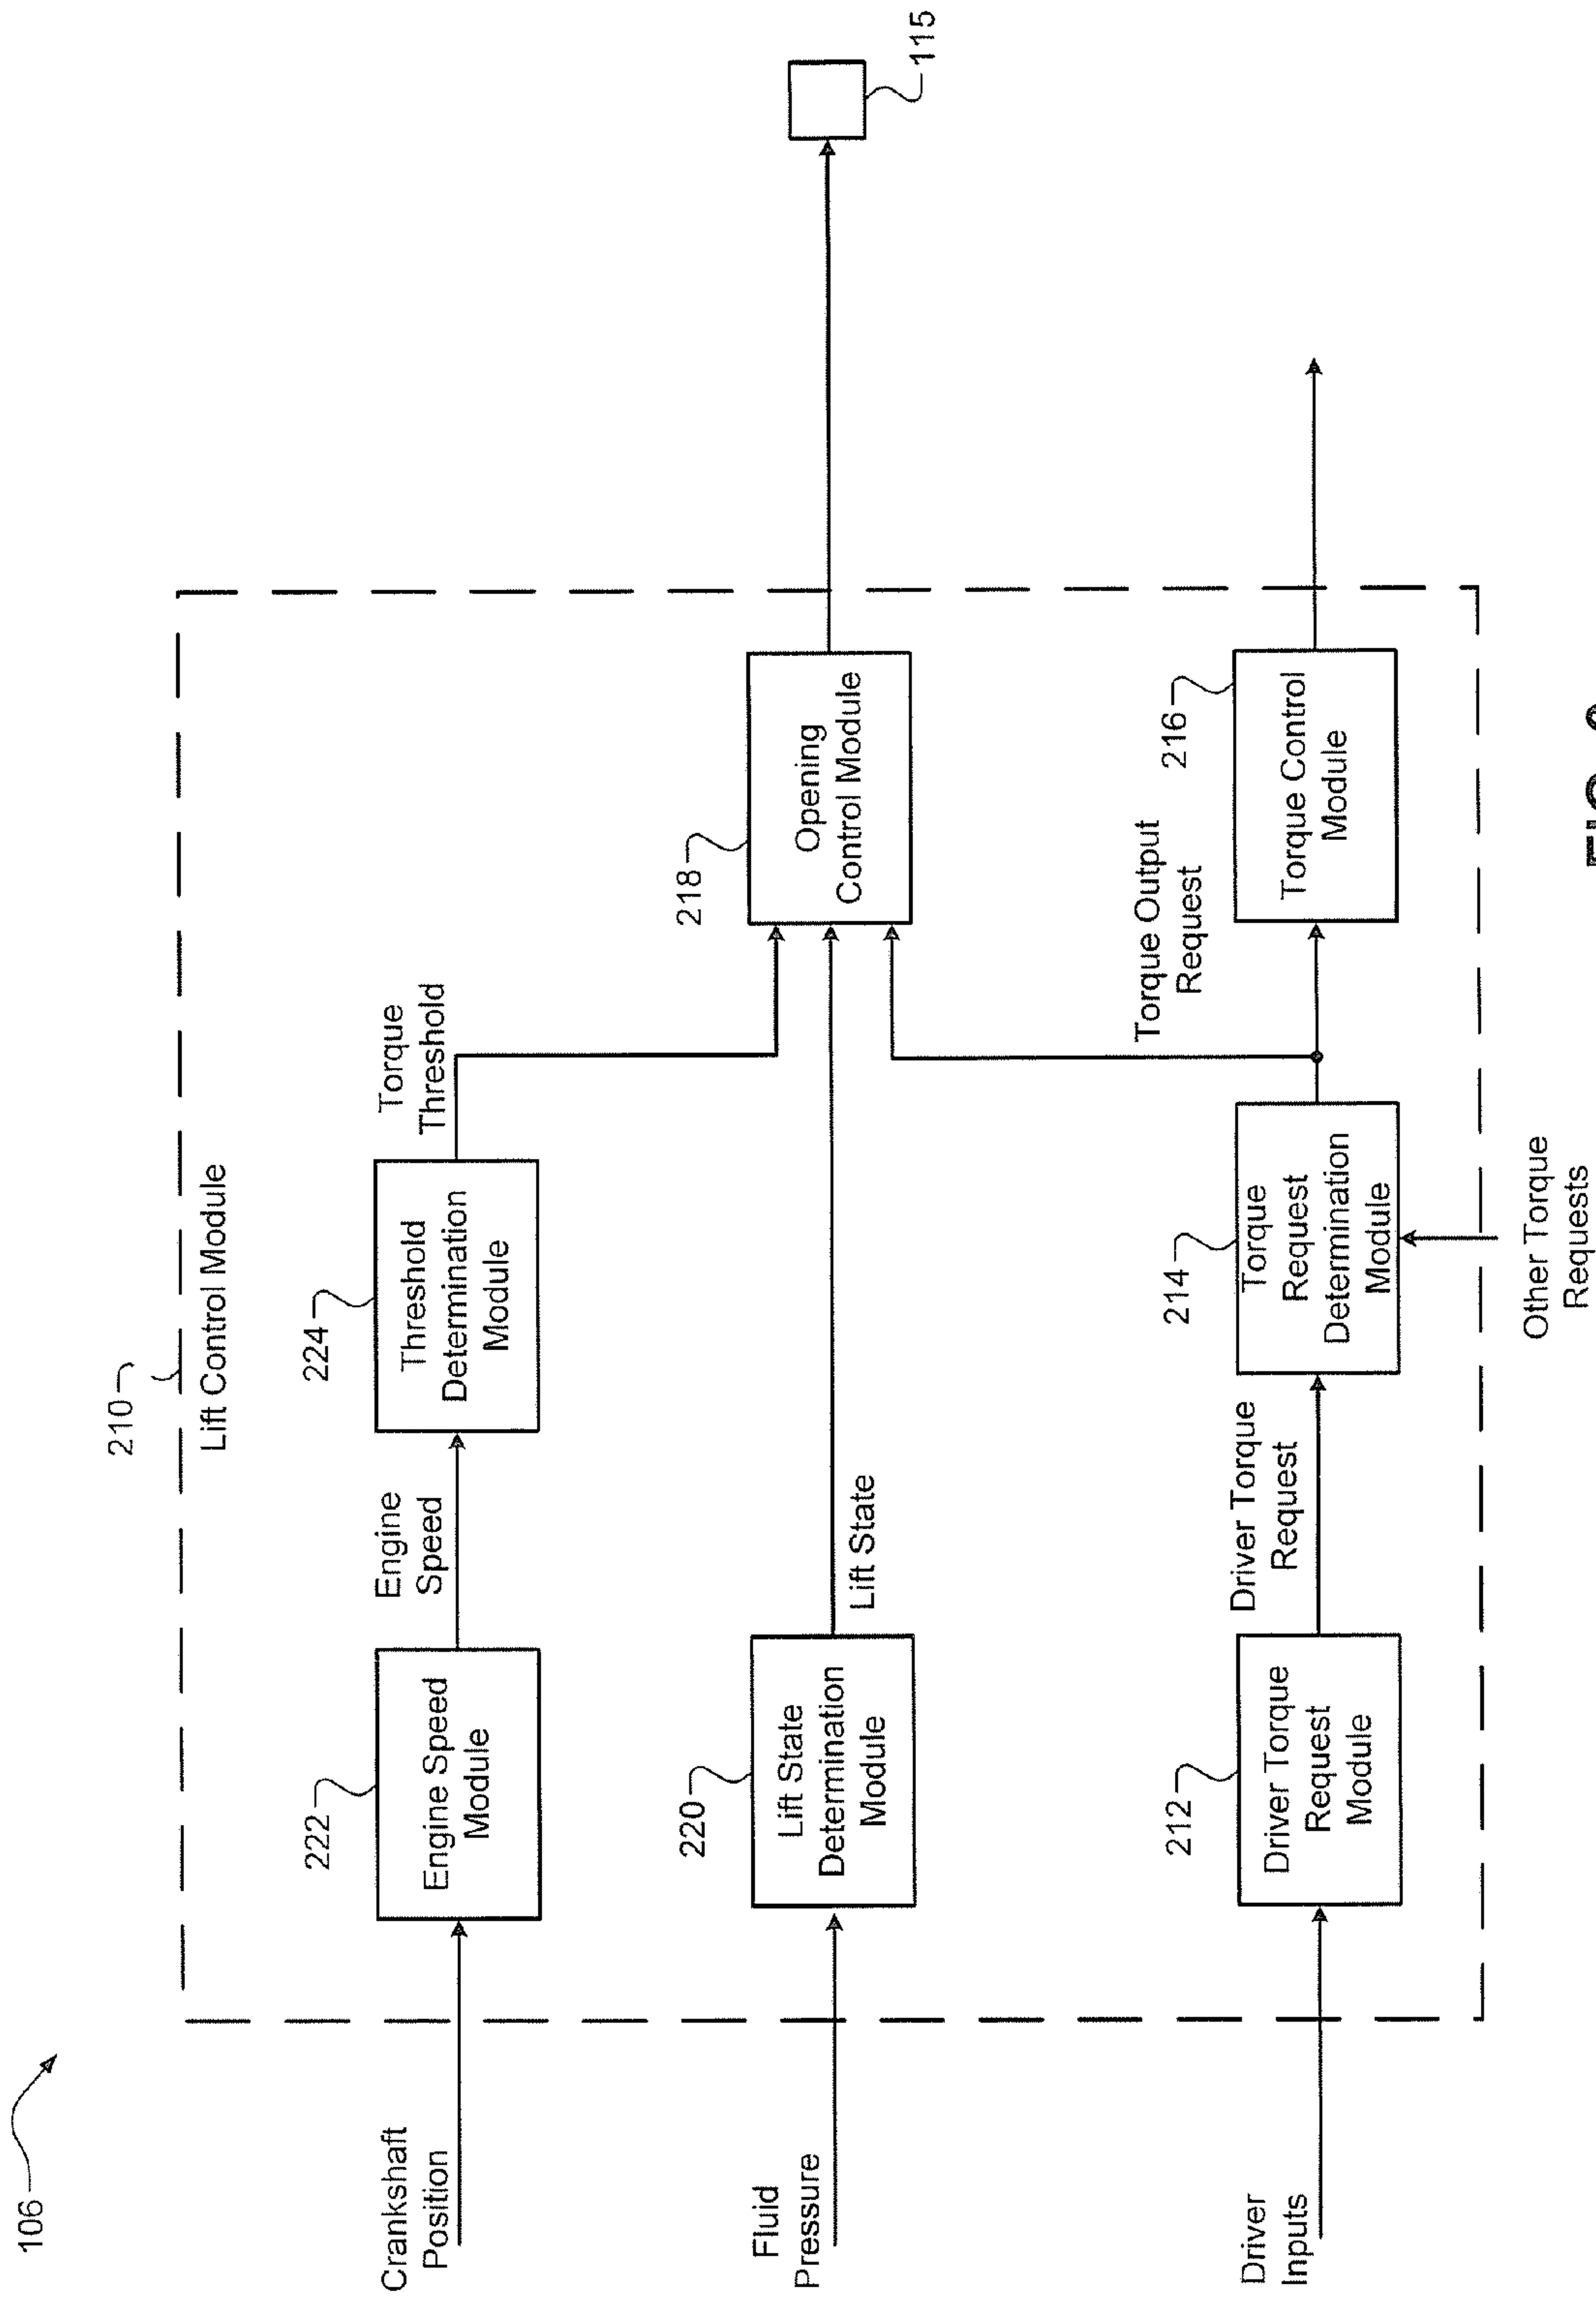 106
210
Lift Control Module
Crankshaft
Position
222
Engine Speed
Module
Engine
Speed
224
Threshold
Determination
Module
Torque
Threshold
Fluid
Pressure
220
Lift State
Determination
Module
Lift State
218
Opening
Control Module
115
Driver
Inputs
212
Driver Torque
Request
Module
Driver Torque
Request
214
Torque
Request
Determination
Module
Torque Output
Request
216
Torque Control
Module
Other Torque
Requests
FIG.